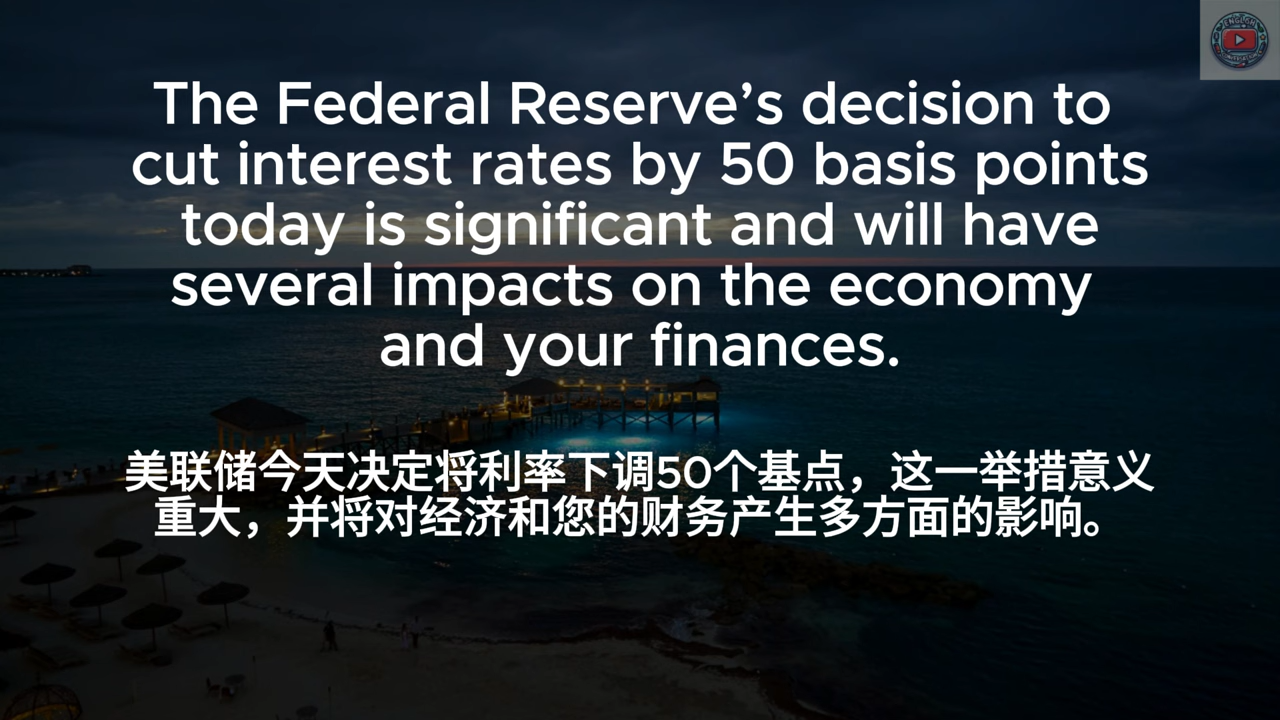 ENGLISH
The Federal Reserve’s decision to
cut interest rates by 50 basis points
today is significant and will have
several impacts on the economy
and your finances.
美联储今天决定将利率下调50个基点，这一举措意义
重大，并将对经济和您的财务产生多方面的影响。